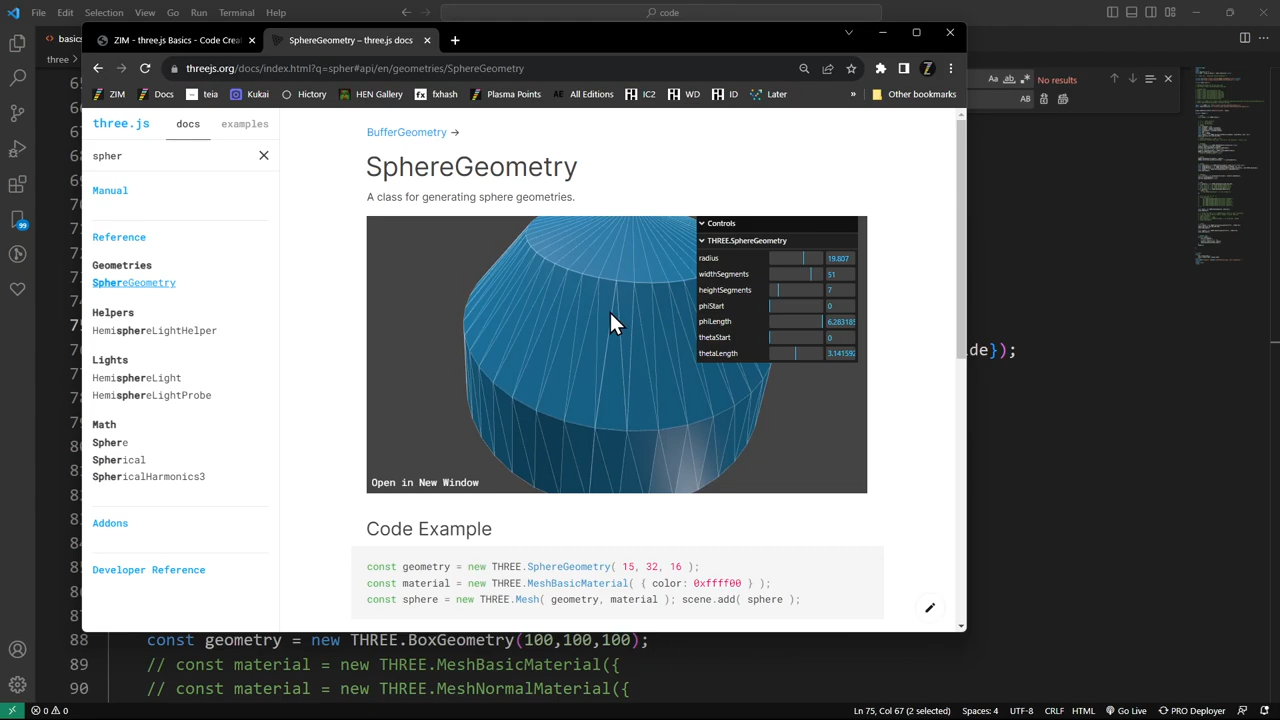 File Edit Selection View Go Run Terminal Help
code
basics
three
No results
ZIM - three.js Basics - Code Crea
SphereGeometry – three.js docs
threejs.org/docs/index.html?q=spher#api/en/geometries/SphereGeometry
ZIM Docs teia Kukai Hictory HEN Gallery fxhash Pragma Points AE All Editions IC2 WD ID Later » Other bookmarks
three.js docs examples
spher
Manual
Reference
Geometries
SphereGeometry
Helpers
HemisphereLightHelper
Lights
HemisphereLight
HemisphereLightProbe
Math
Sphere
Spherical
SphericalHarmonics3
Addons
Developer Reference
BufferGeometry →
SphereGeometry
A class for generating sphere geometries.
Controls
THREE.SphereGeometry
radius 19.807
widthSegments 51
heightSegments 7
phiStart 0
phiLength 6.283185
thetaStart 0
thetaLength 3.141592
Open in New Window
Code Example
const geometry = new THREE.SphereGeometry( 15, 32, 16 );
const material = new THREE.MeshBasicMaterial( { color: 0xffff00 } );
const sphere = new THREE.Mesh( geometry, material ); scene.add( sphere );
de});
88 const geometry = new THREE.BoxGeometry(100,100,100);
89 // const material = new THREE.MeshBasicMaterial({
90 // const material = new THREE.MeshNormalMaterial({
99
0 0 Ln 75, Col 67 (2 selected) Spaces: 4 UTF-8 CRLF HTML Go Live PRO Deployer